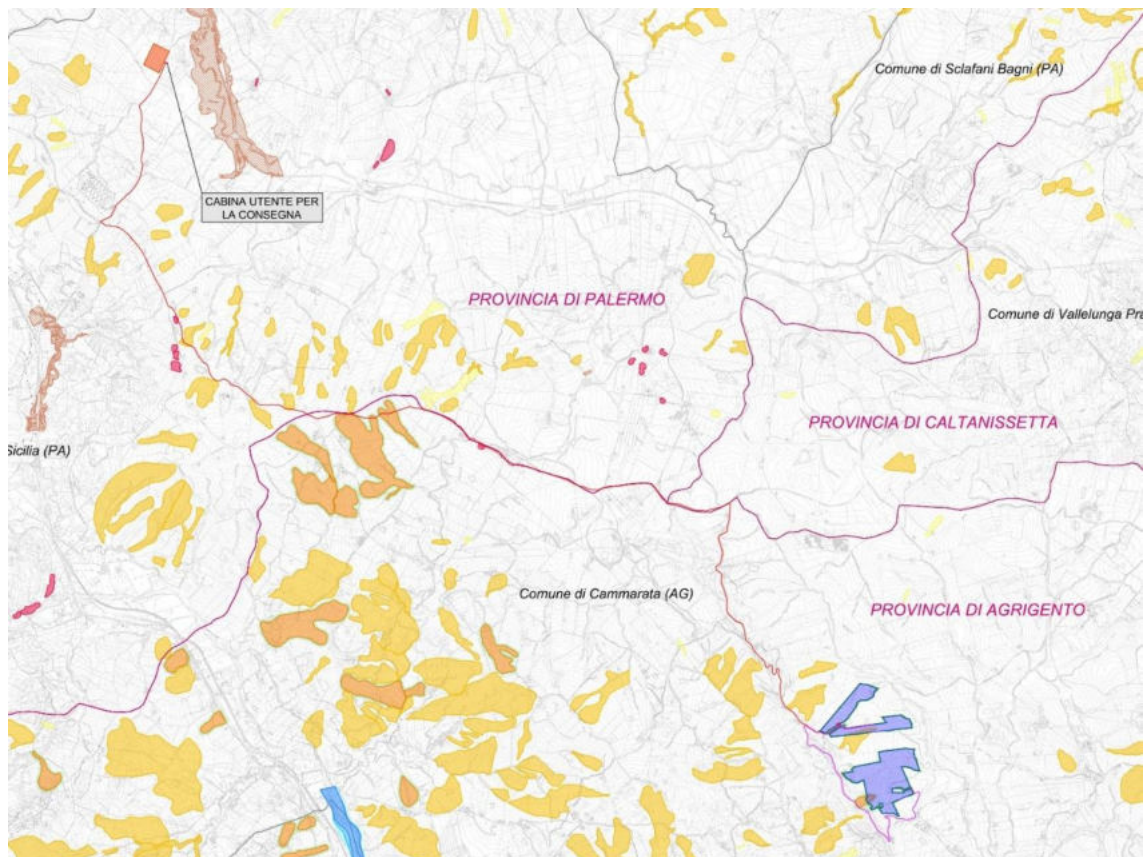 Comune di Sclafani Bagni (PA)
CABINA UTENTE PER
LA CONSEGNA
PROVINCIA DI PALERMO
Comune di Vallelunga Pra
PROVINCIA DI CALTANISSETTA
Sicilia (PA)
Comune di Cammarata (AG)
PROVINCIA DI AGRIGENTO